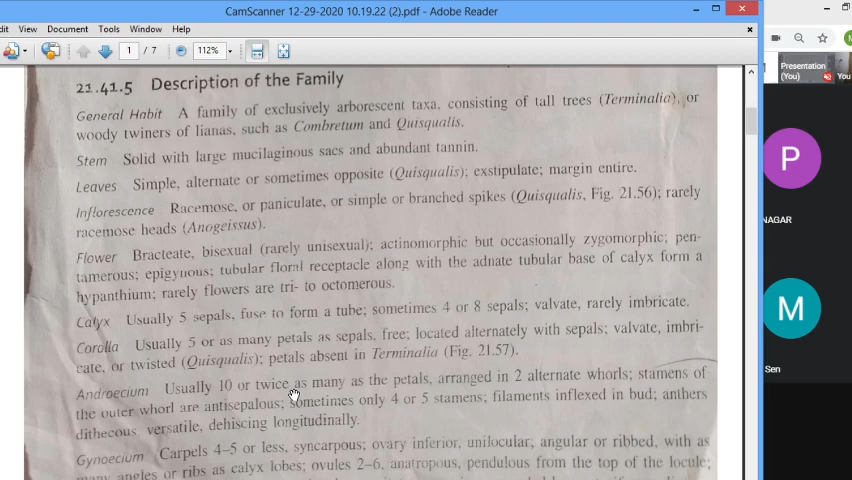 CamScanner 12-29-2020 10.19.22 (2).pdf - Adobe Reader
dit View Document Tools Window Help
1 / 7 112%
21.41.5 Description of the Family
General Habit A family of exclusively arborescent taxa, consisting of tall trees (Terminalia), or
woody twiners of lianas, such as Combretum and Quisqualis.
Stem Solid with large mucilaginous sacs and abundant tannin.
Leaves Simple, alternate or sometimes opposite (Quisqualis); exstipulate; margin entire.
Inflorescence Racemose, or paniculate, or simple or branched spikes (Quisqualis, Fig. 21.56); rarely
racemose heads (Anogeissus).
Flower Bracteate, bisexual (rarely unisexual); actinomorphic but occasionally zygomorphic; pen-
tamerous; epigynous; tubular floral receptacle along with the adnate tubular base of calyx form a
hypanthium; rarely flowers are tri- to octomerous.
Calyx Usually 5 sepals, fuse to form a tube; sometimes 4 or 8 sepals; valvate, rarely imbricate.
Corolla Usually 5 or as many petals as sepals, free; located alternately with sepals; valvate, imbri-
cate, or twisted (Quisqualis); petals absent in Terminalia (Fig. 21.57).
Androecium Usually 10 or twice as many as the petals, arranged in 2 alternate whorls; stamens of
the outer whorl are antisepalous; sometimes only 4 or 5 stamens; filaments inflexed in bud; anthers
dithecous versatile, dehiscing longitudinally.
Gynoecium Carpels 4–5 or less, syncarpous; ovary inferior, unilocular, angular or ribbed, with as
many angles or ribs as calyx lobes; ovules 2–6, anatropous, pendulous from the top of the locule;
Presentation
(You)
You
P
NAGAR
M
Sen